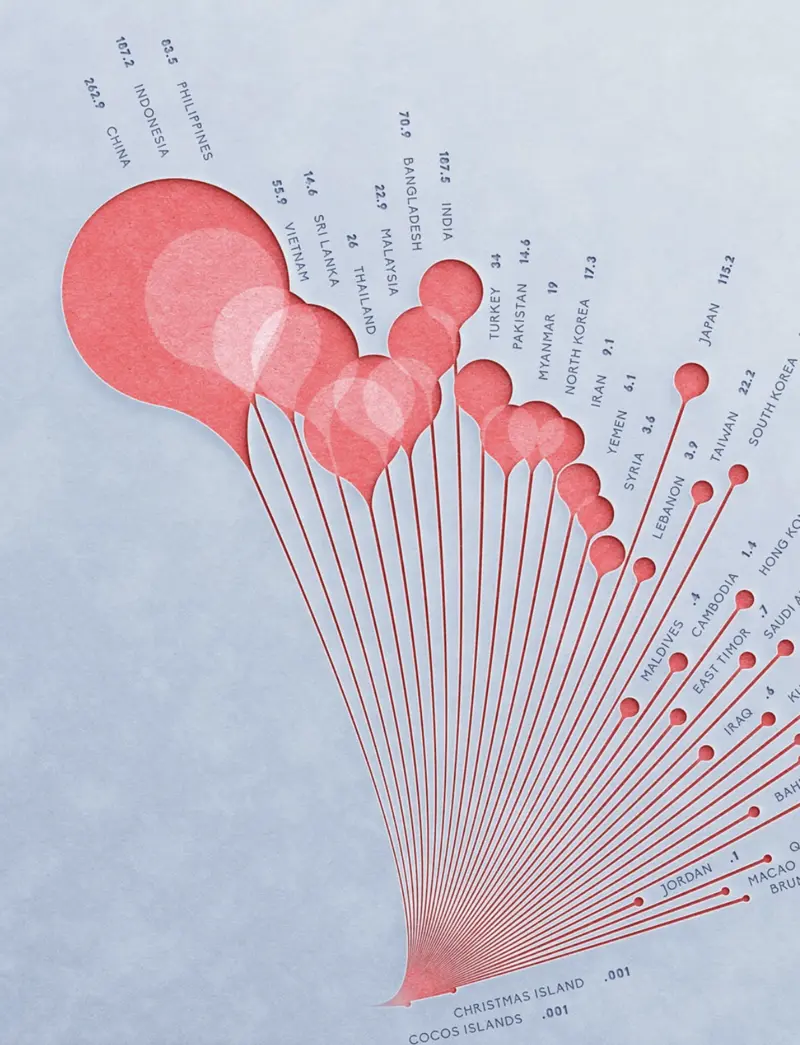 262.9 CHINA
187.2 INDONESIA
83.5 PHILIPPINES
55.9 VIETNAM
14.6 SRI LANKA
26 THAILAND
22.9 MALAYSIA
70.9 BANGLADESH
187.5 INDIA
TURKEY 34
PAKISTAN 14.6
MYANMAR 19
NORTH KOREA 17.3
IRAN 9.1
YEMEN 6.1
SYRIA 3.6
JAPAN 115.2
LEBANON 3.9
TAIWAN 22.2
SOUTH KOREA
MALDIVES .4
CAMBODIA 1.4
HONG KO
EAST TIMOR .7
SAUDI A
IRAQ .6
KU
BAH
JORDAN .1
Q
MACAO
BRUN
CHRISTMAS ISLAND .001
COCOS ISLANDS .001